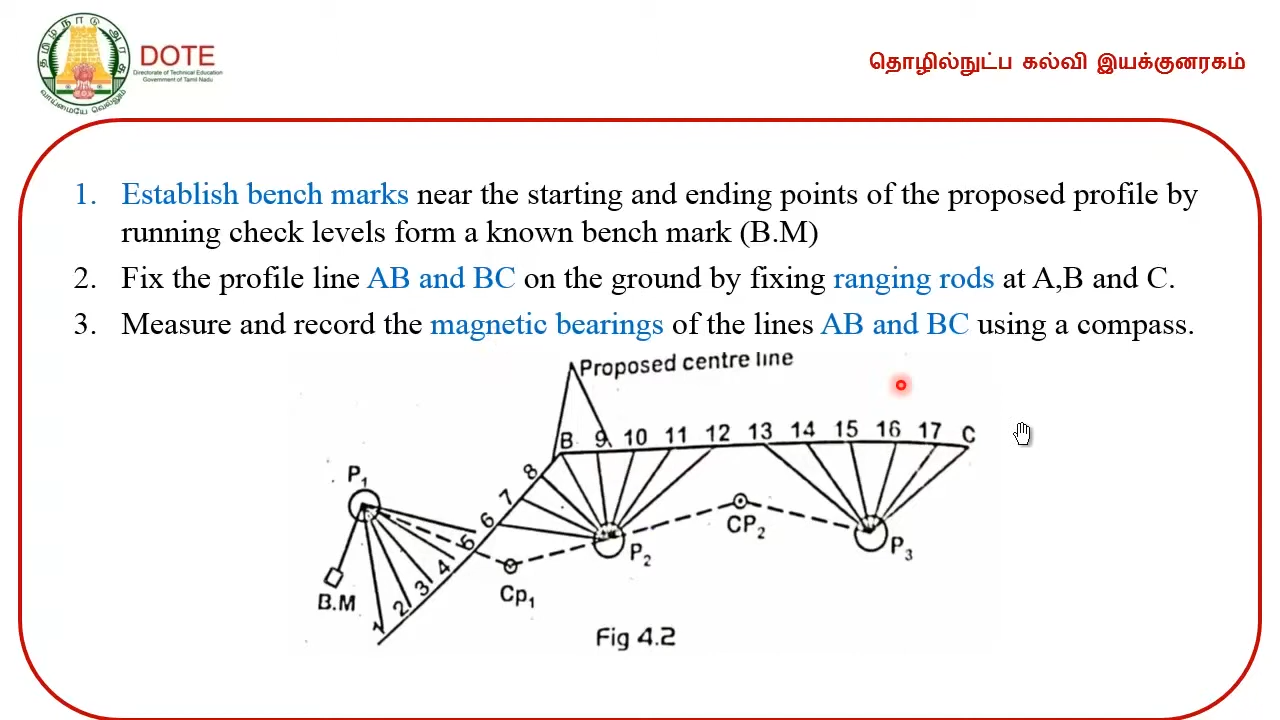 தமிழ்நாடு அரசு
வாய்மையே வெல்லும்
DOTE
Directorate of Technical Education
Government of Tamil Nadu
தொழில்நுட்ப கல்வி இயக்குனரகம்
1. Establish bench marks near the starting and ending points of the proposed profile by
running check levels form a known bench mark (B.M)
2. Fix the profile line AB and BC on the ground by fixing ranging rods at A,B and C.
3. Measure and record the magnetic bearings of the lines AB and BC using a compass.
Proposed centre line
B 9 10 11 12 13 14 15 16 17 C
P1
8
7
6
5
4
3
2
1
CP2
P2
P3
B.M
Cp1
Fig 4.2